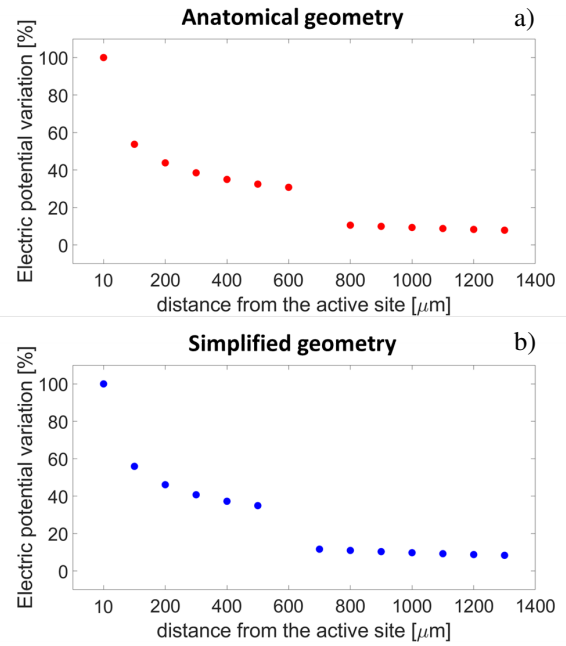 Anatomical geometry
a)
Electric potential variation [%]
100
80
60
40
20
0
10 200 400 600 800 1000 1200 1400
distance from the active site [μm]
Simplified geometry
b)
Electric potential variation [%]
100
80
60
40
20
0
10 200 400 600 800 1000 1200 1400
distance from the active site [μm]